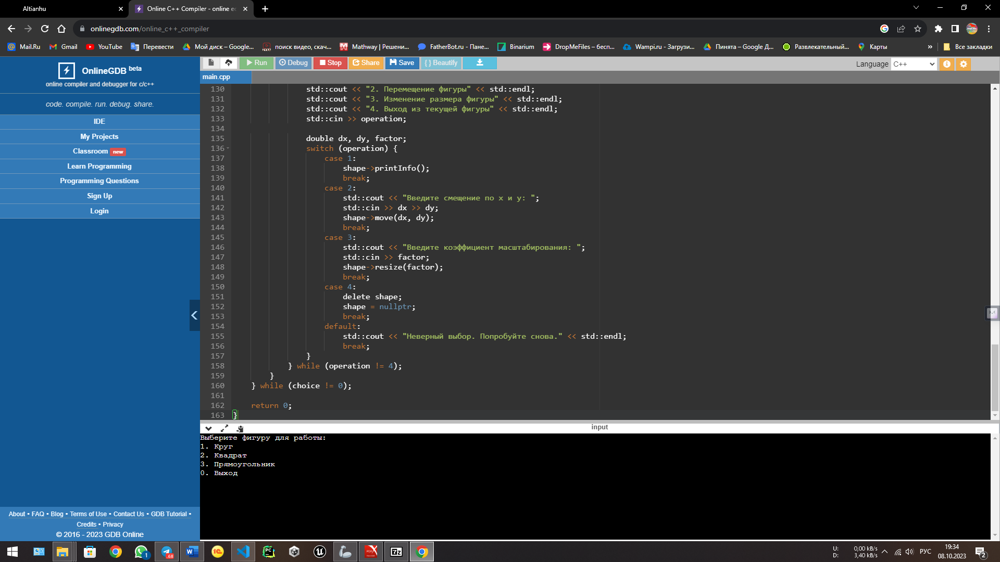 Altianhu
Online C++ Compiler - online ec
onlinegdb.com/online_c++_compiler
Mail.Ru
Gmail
YouTube
Перевести
Мой диск – Google...
поиск видео, скач...
Mathway | Решени...
FatherBot.ru - Пане...
Binarium
DropMeFiles – бесп...
Wampi.ru - Загрузи...
Пинята – Google Д...
Развлекательный...
Карты
»
Все закладки
OnlineGDB beta
online compiler and debugger for c/c++
code. compile. run. debug. share.
IDE
My Projects
Classroom new
Learn Programming
Programming Questions
Sign Up
Login
About • FAQ • Blog • Terms of Use • Contact Us • GDB Tutorial •
Credits • Privacy
© 2016 - 2023 GDB Online
Run
Debug
Stop
Share
Save
{ } Beautify
Language C++
main.cpp
130 std::cout << "2. Перемещение фигуры" << std::endl;
131 std::cout << "3. Изменение размера фигуры" << std::endl;
132 std::cout << "4. Выход из текущей фигуры" << std::endl;
133 std::cin >> operation;
134
135 double dx, dy, factor;
136 switch (operation) {
137 case 1:
138 shape->printInfo();
139 break;
140 case 2:
141 std::cout << "Введите смещение по x и y: ";
142 std::cin >> dx >> dy;
143 shape->move(dx, dy);
144 break;
145 case 3:
146 std::cout << "Введите коэффициент масштабирования: ";
147 std::cin >> factor;
148 shape->resize(factor);
149 break;
150 case 4:
151 delete shape;
152 shape = nullptr;
153 break;
154 default:
155 std::cout << "Неверный выбор. Попробуйте снова." << std::endl;
156 break;
157 }
158 } while (operation != 4);
159 }
160 } while (choice != 0);
161
162 return 0;
163 }
input
Выберите фигуру для работы:
1. Круг
2. Квадрат
3. Прямоугольник
0. Выход
U: 0,00 kB/s
D: 3,40 kB/s
РУС
19:34
08.10.2023
2